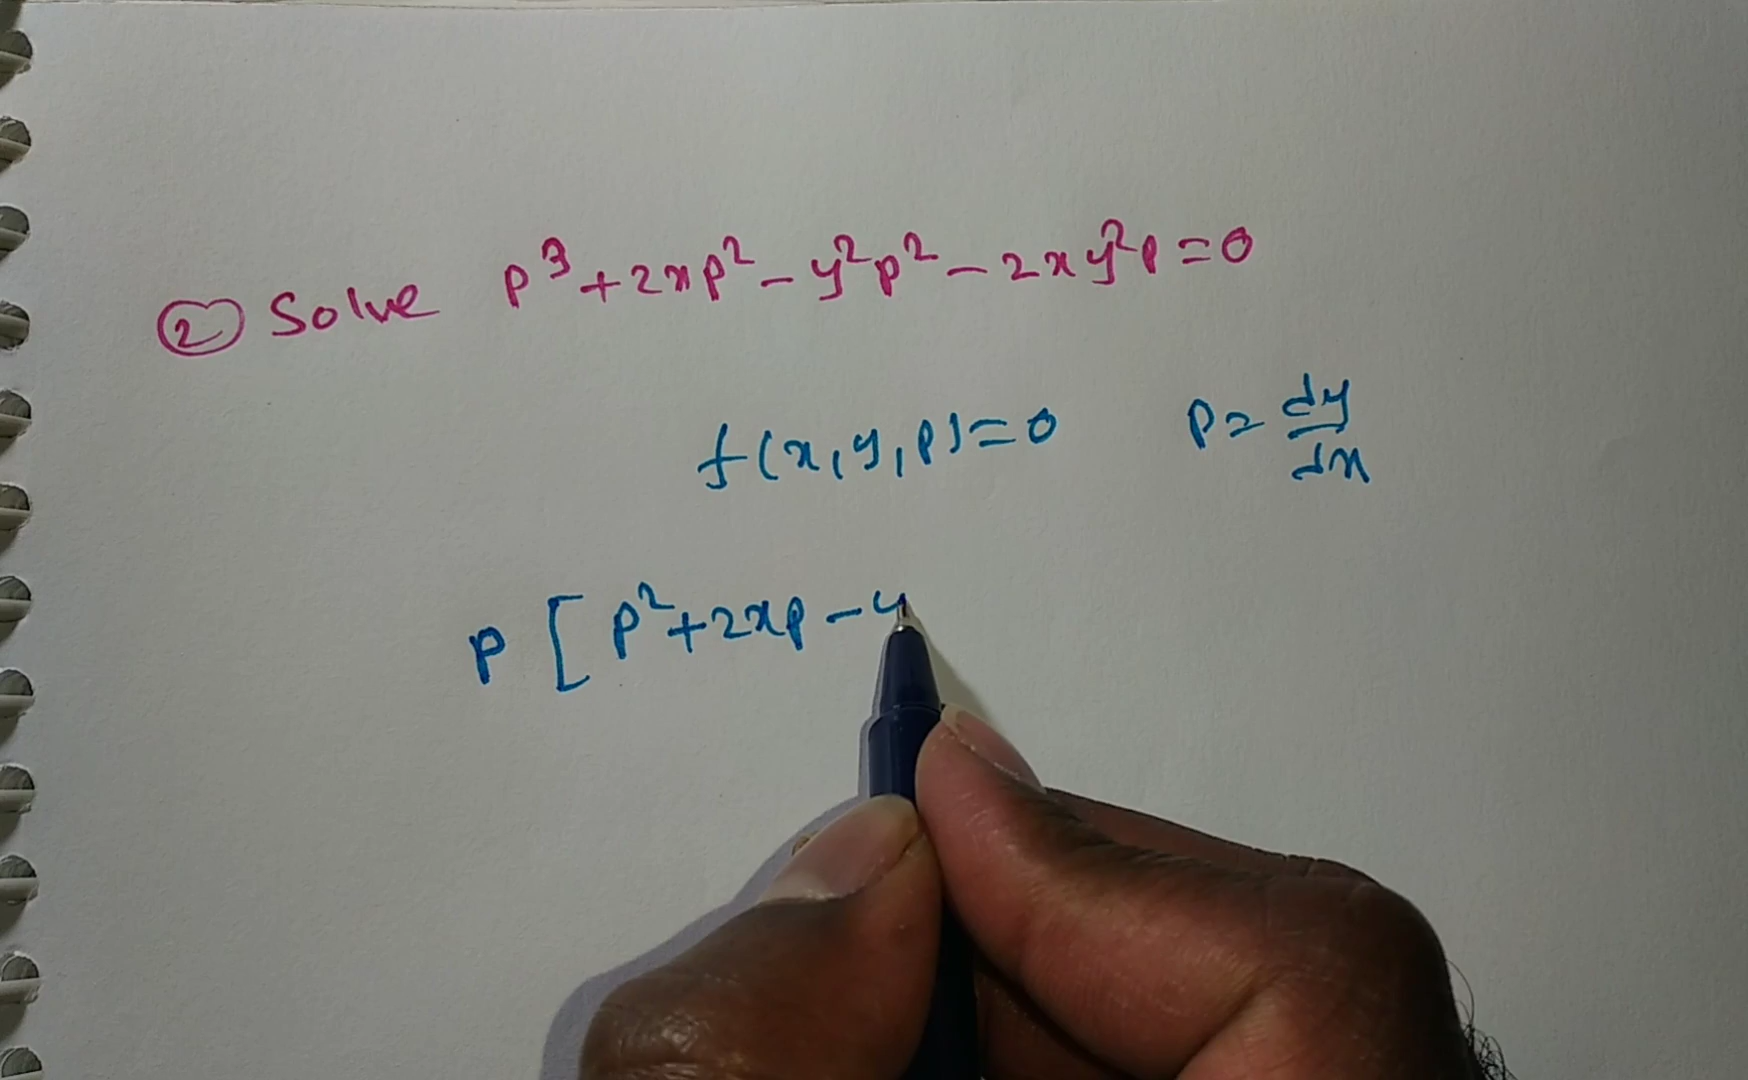 ② Solve p³+2xp²-y²p²-2xy²p=0
f(x,y,p)=0 p=dy/dx
p[p²+2xp-y